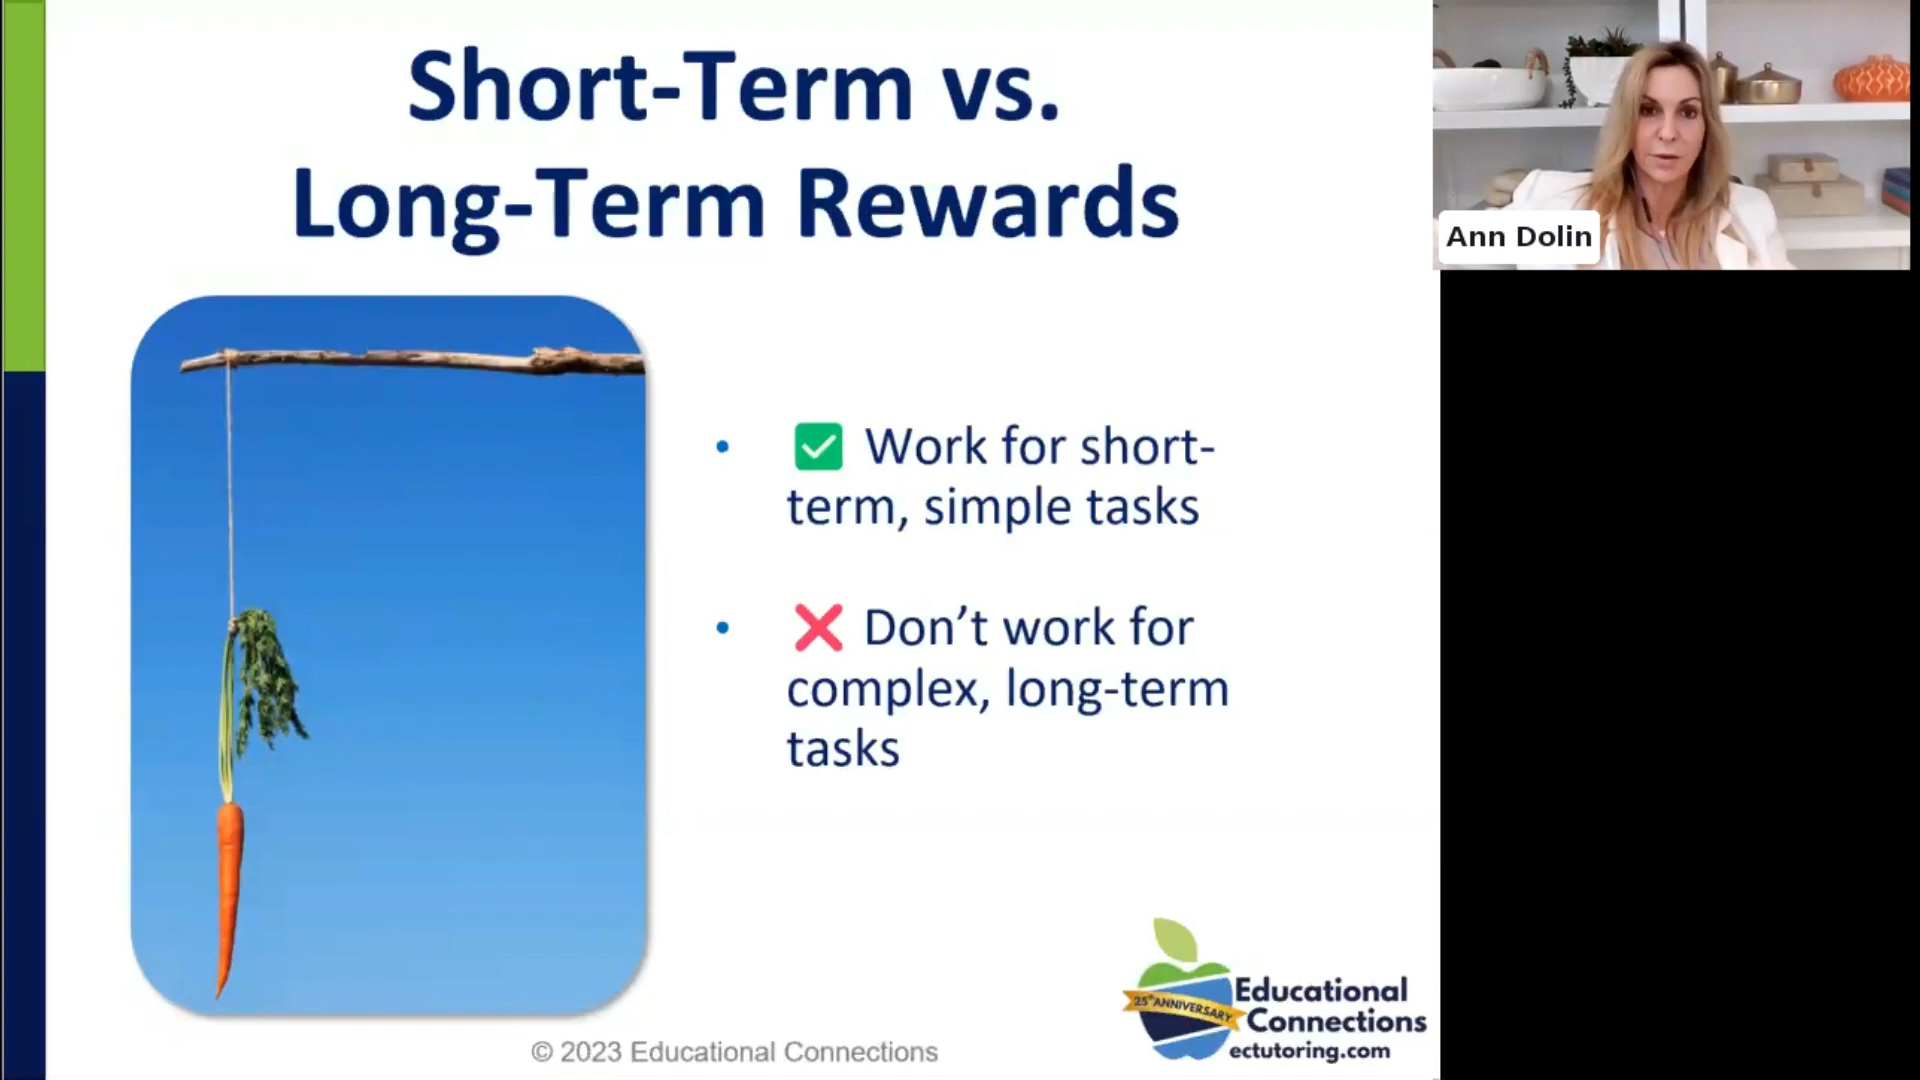 Short-Term vs.
Long-Term Rewards
Ann Dolin
• ✅ Work for short-
term, simple tasks
• ❌ Don’t work for
complex, long-term
tasks
25th ANNIVERSARY
Educational
Connections
ectutoring.com
© 2023 Educational Connections